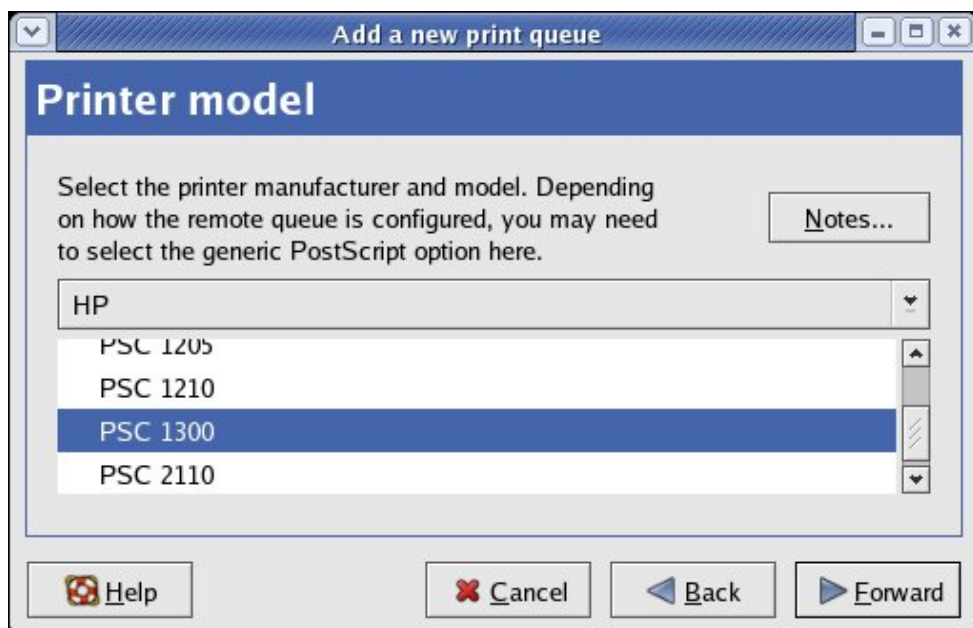 Add a new print queue
Printer model
Select the printer manufacturer and model. Depending
on how the remote queue is configured, you may need
to select the generic PostScript option here.
Notes...
HP
PSC 1205
PSC 1210
PSC 1300
PSC 2110
Help
Cancel
Back
Forward